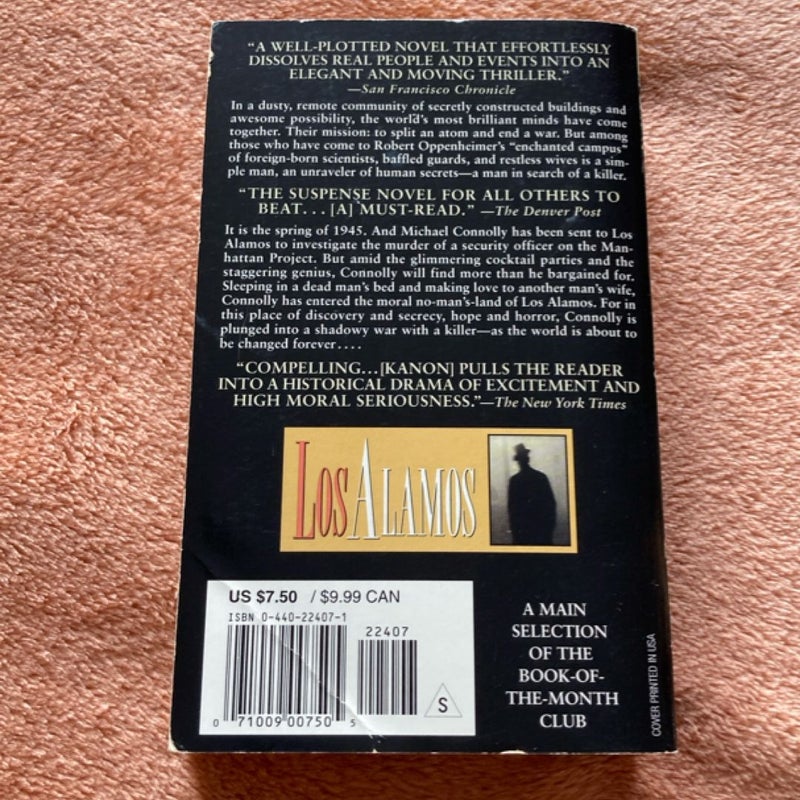 “A WELL-PLOTTED NOVEL THAT EFFORTLESSLY
DISSOLVES REAL PEOPLE AND EVENTS INTO AN
ELEGANT AND MOVING THRILLER.”
—San Francisco Chronicle
In a dusty, remote community of secretly constructed buildings and
awesome possibility, the world’s most brilliant minds have come
together. Their mission: to split an atom and end a war. But among
those who have come to Robert Oppenheimer’s “enchanted campus”
of foreign-born scientists, baffled guards, and restless wives is a sim-
ple man, an unraveler of human secrets—a man in search of a killer.
“THE SUSPENSE NOVEL FOR ALL OTHERS TO
BEAT... [A] MUST-READ.” —The Denver Post
It is the spring of 1945. And Michael Connolly has been sent to Los
Alamos to investigate the murder of a security officer on the Man-
hattan Project. But amid the glimmering cocktail parties and the
staggering genius, Connolly will find more than he bargained for.
Sleeping in a dead man’s bed and making love to another man’s wife,
Connolly has entered the moral no-man’s-land of Los Alamos. For in
this place of discovery and secrecy, hope and horror, Connolly is
plunged into a shadowy war with a killer—as the world is about to
be changed forever....
“COMPELLING...[KANON] PULLS THE READER
INTO A HISTORICAL DRAMA OF EXCITEMENT AND
HIGH MORAL SERIOUSNESS.”—The New York Times
LOS ALAMOS
US $7.50 / $9.99 CAN
ISBN 0-440-22407-1
22407
0 71009 00750 5
S
A MAIN
SELECTION
OF THE
BOOK-OF-
THE-MONTH
CLUB
COVER PRINTED IN USA